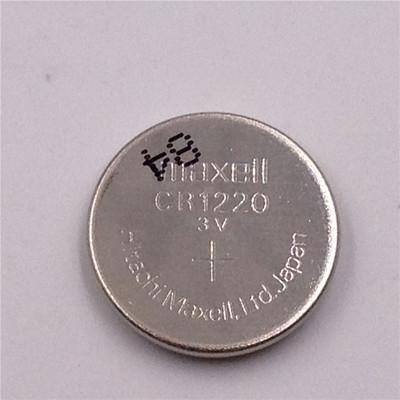 maxell
CR1220
3V
+
Hitachi Maxell, Ltd. Japan